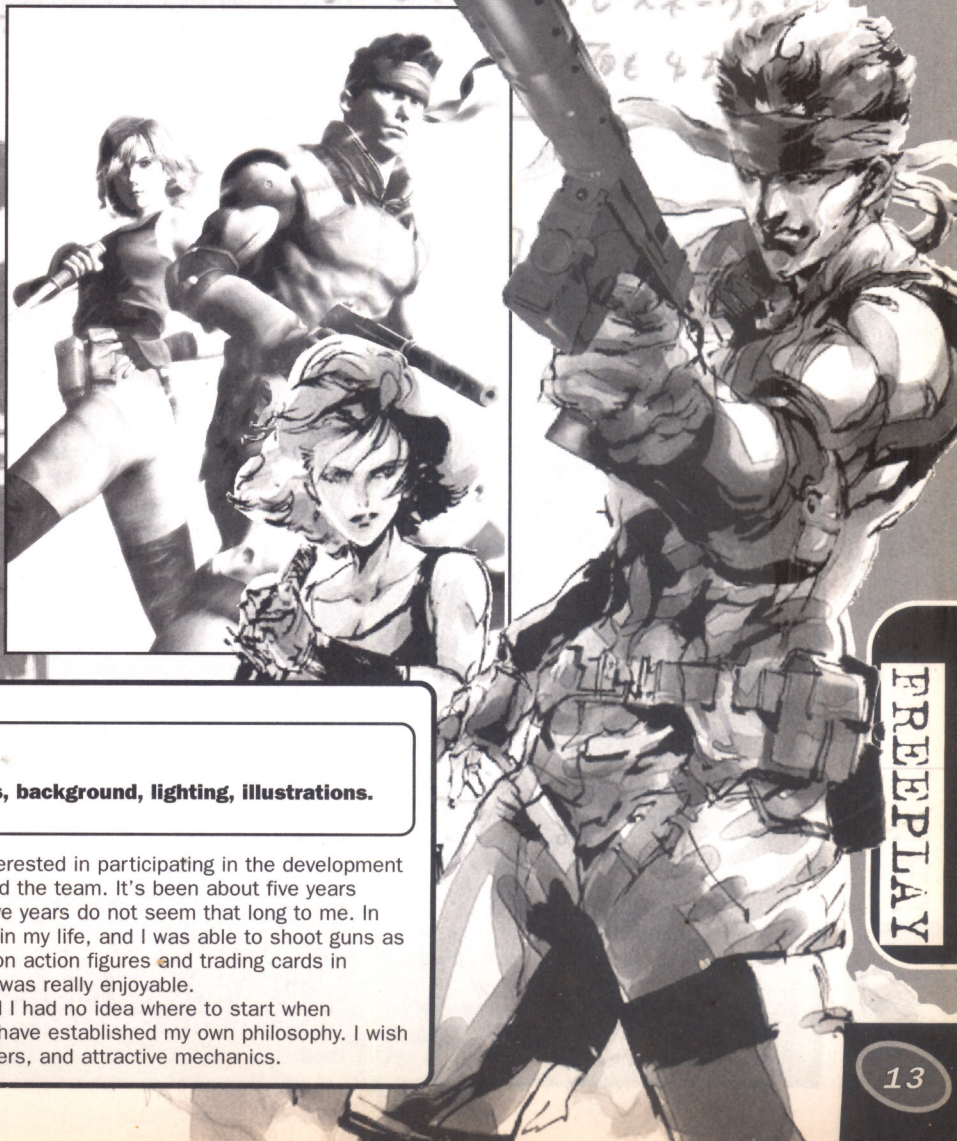 s, background, lighting, illustrations.
erested in participating in the development
d the team. It's been about five years
ve years do not seem that long to me. In
in my life, and I was able to shoot guns as
on action figures and trading cards in
was really enjoyable.
I had no idea where to start when
have established my own philosophy. I wish
ers, and attractive mechanics.
FREEPLAY
13